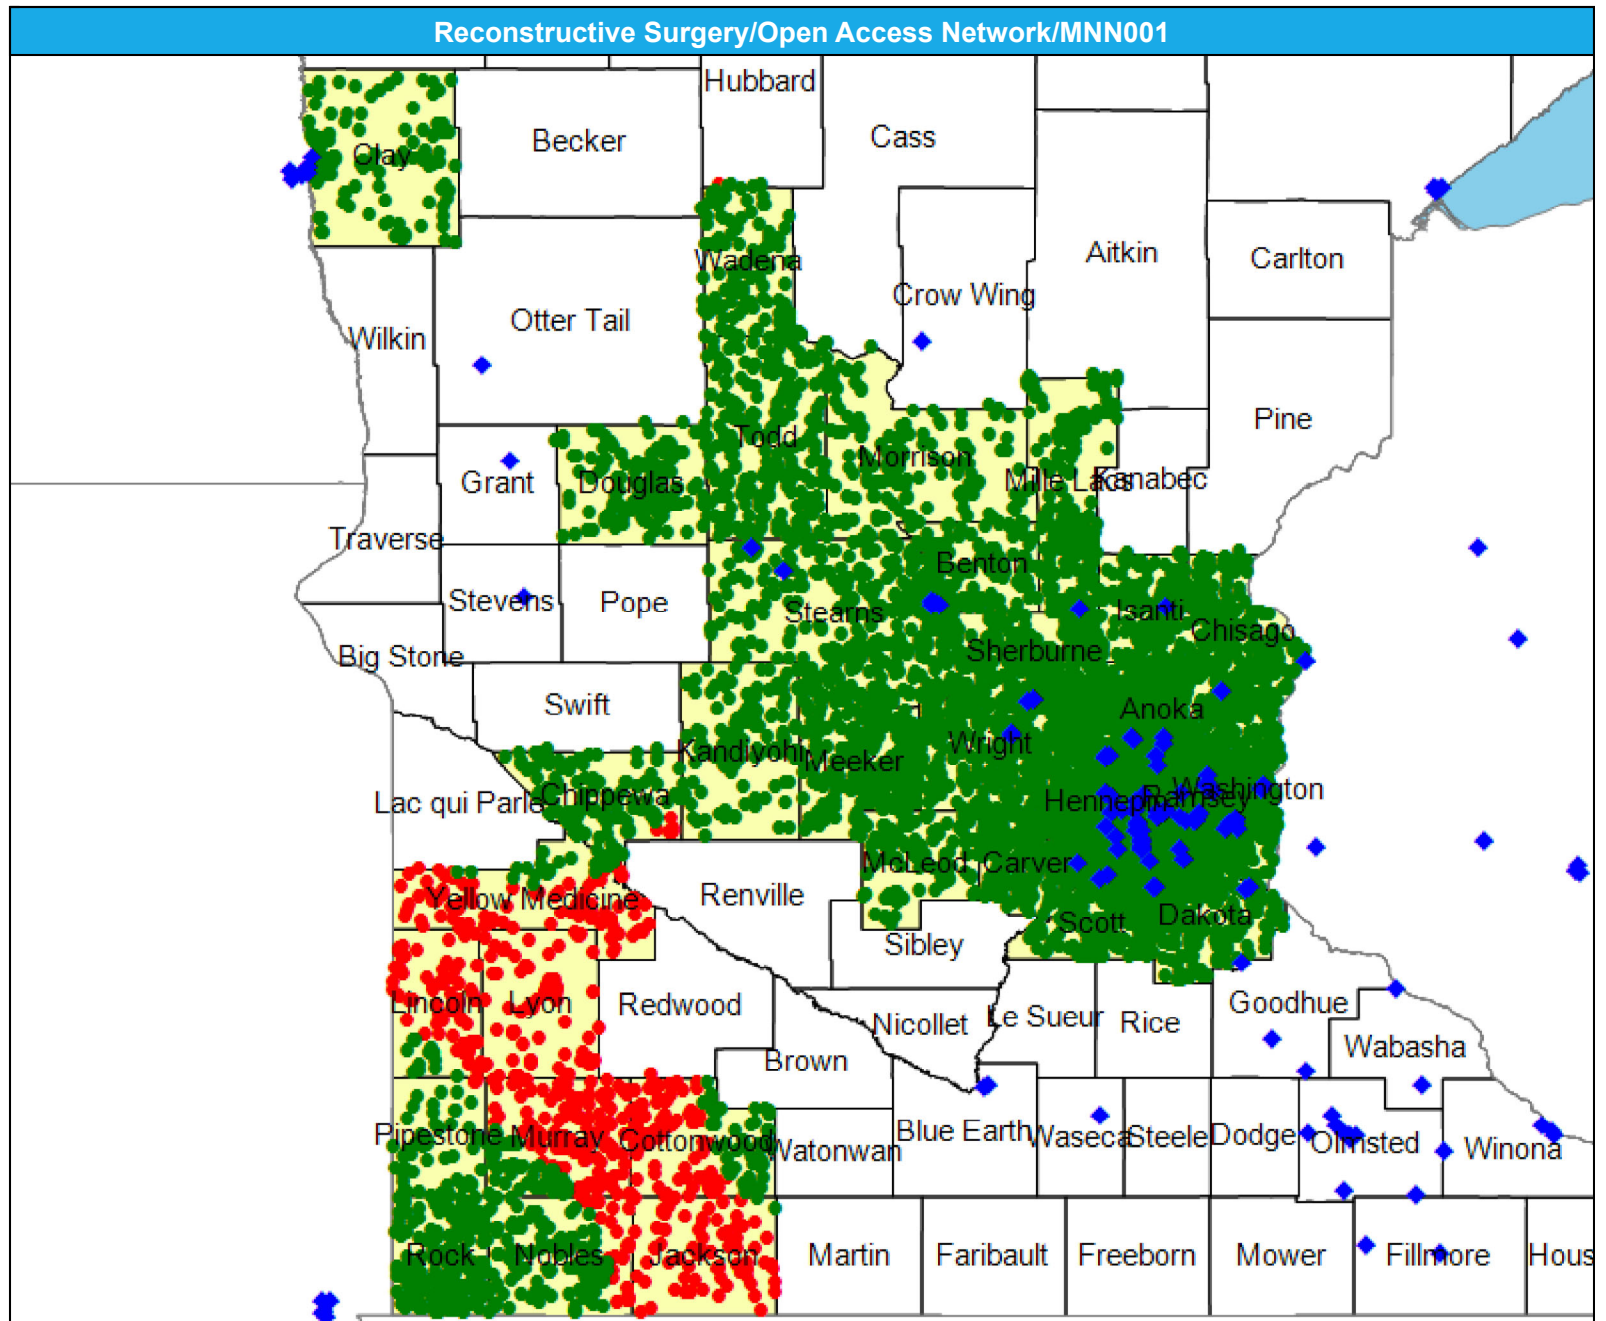 Reconstructive Surgery/Open Access Network/MNN001
Hubbard
Becker
Cass
Clay
Aitkin
Carlton
Wadena
Crow Wing
Otter Tail
Wilkin
Pine
Todd
Morrison
Grant
Douglas
Mille Lacs
Kanabec
Traverse
Benton
Stevens
Pope
Stearns
Isanti
Chisago
Big Stone
Sherburne
Swift
Anoka
Kandiyohi
Wright
Meeker
Lac qui Parle
Chippewa
Hennepin
Ramsey
Washington
McLeod
Carver
Yellow Medicine
Renville
Scott
Dakota
Sibley
Lincoln
Lyon
Redwood
Nicollet
Le Sueur
Rice
Goodhue
Wabasha
Brown
Pipestone
Murray
Cottonwood
Watonwan
Blue Earth
Waseca
Steele
Dodge
Olmsted
Winona
Rock
Nobles
Jackson
Martin
Faribault
Freeborn
Mower
Fillmore
Hous